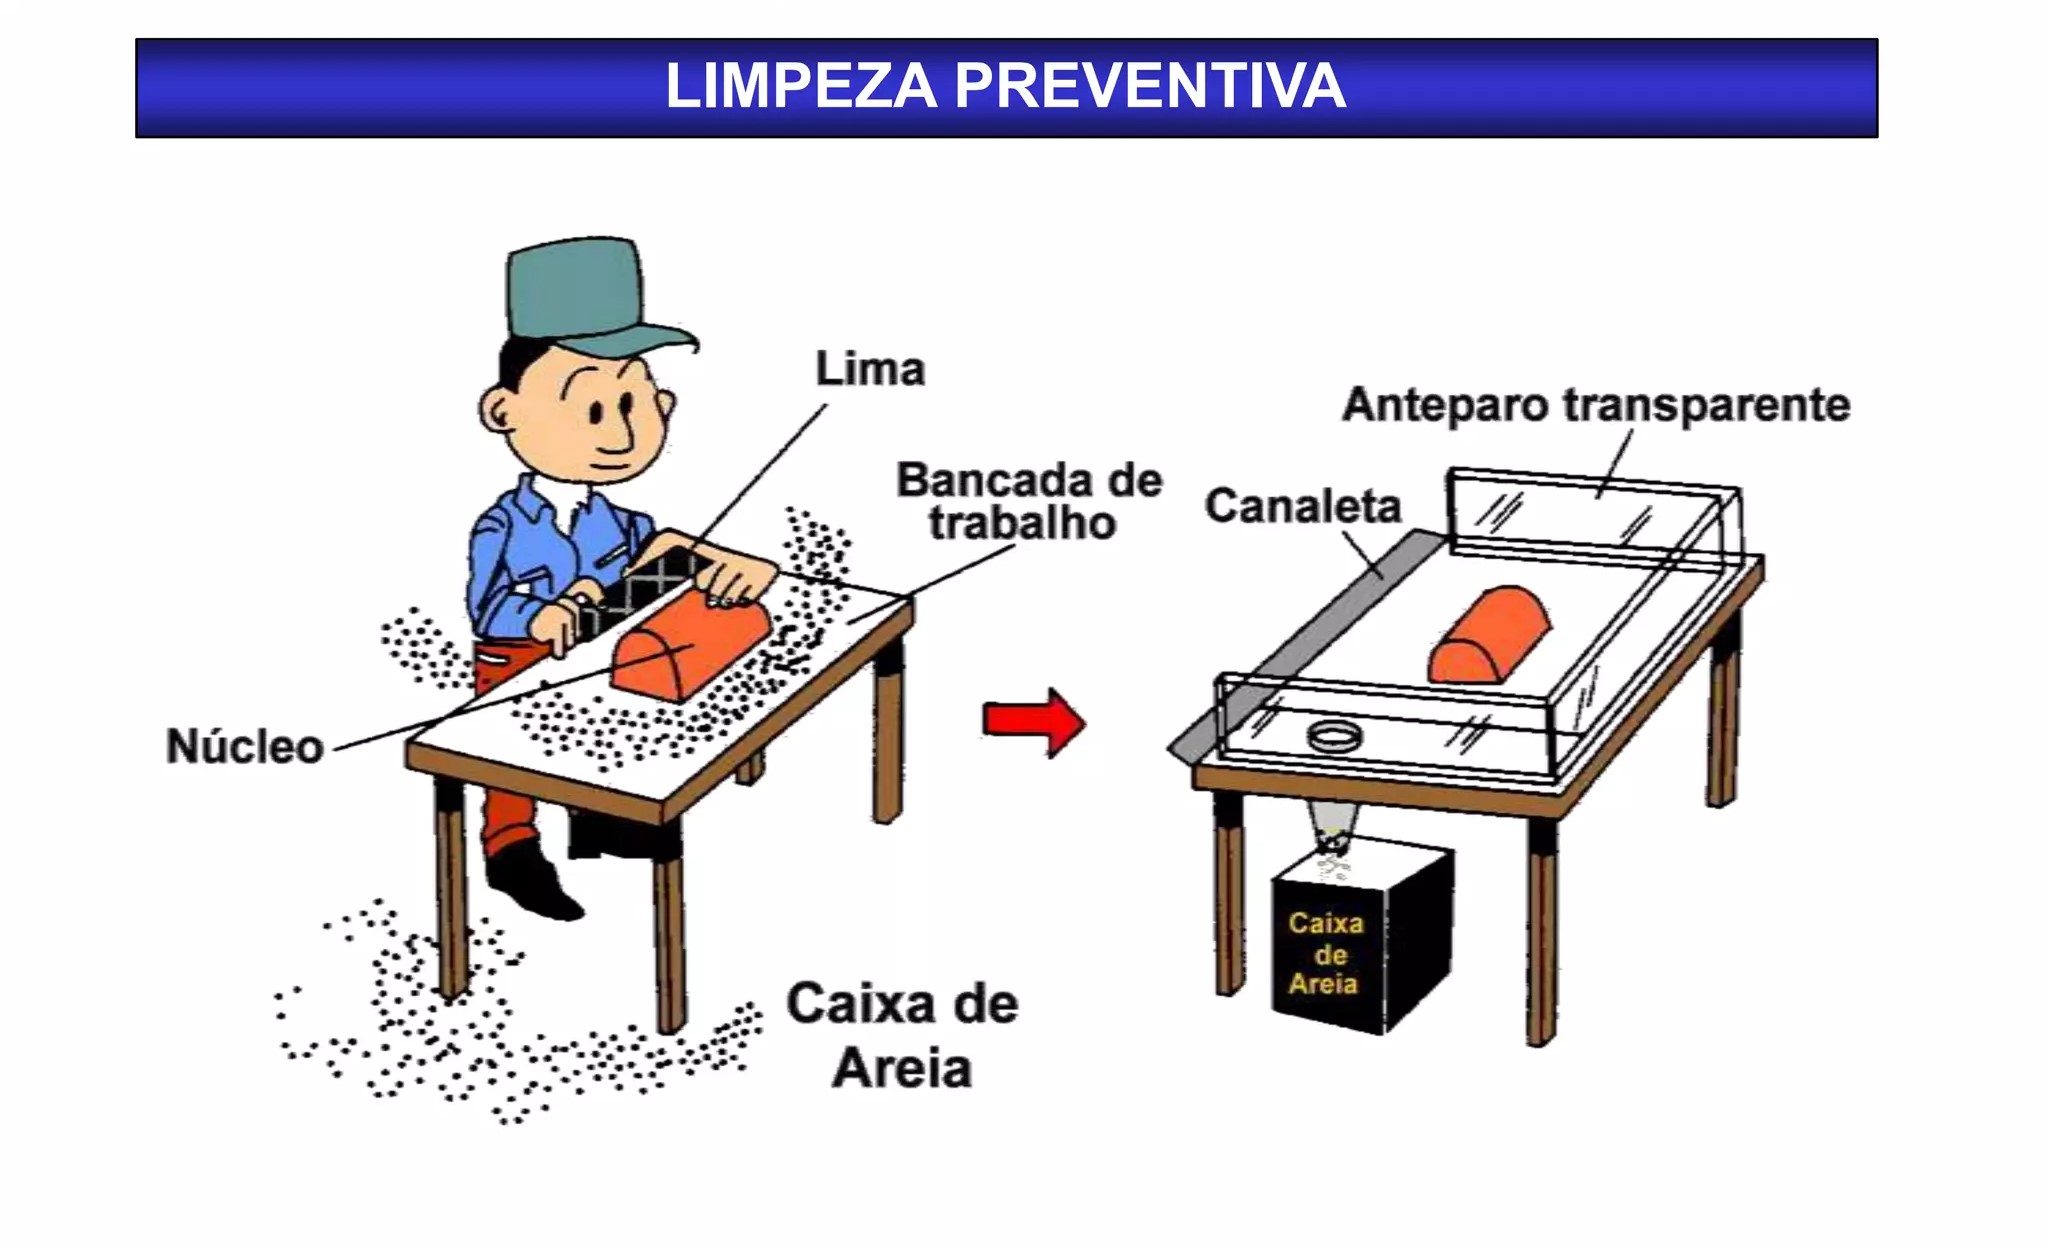 LIMPEZA PREVENTIVA
Lima
Bancada de
trabalho
Núcleo
Caixa de
Areia
Anteparo transparente
Canaleta
Caixa
de
Areia